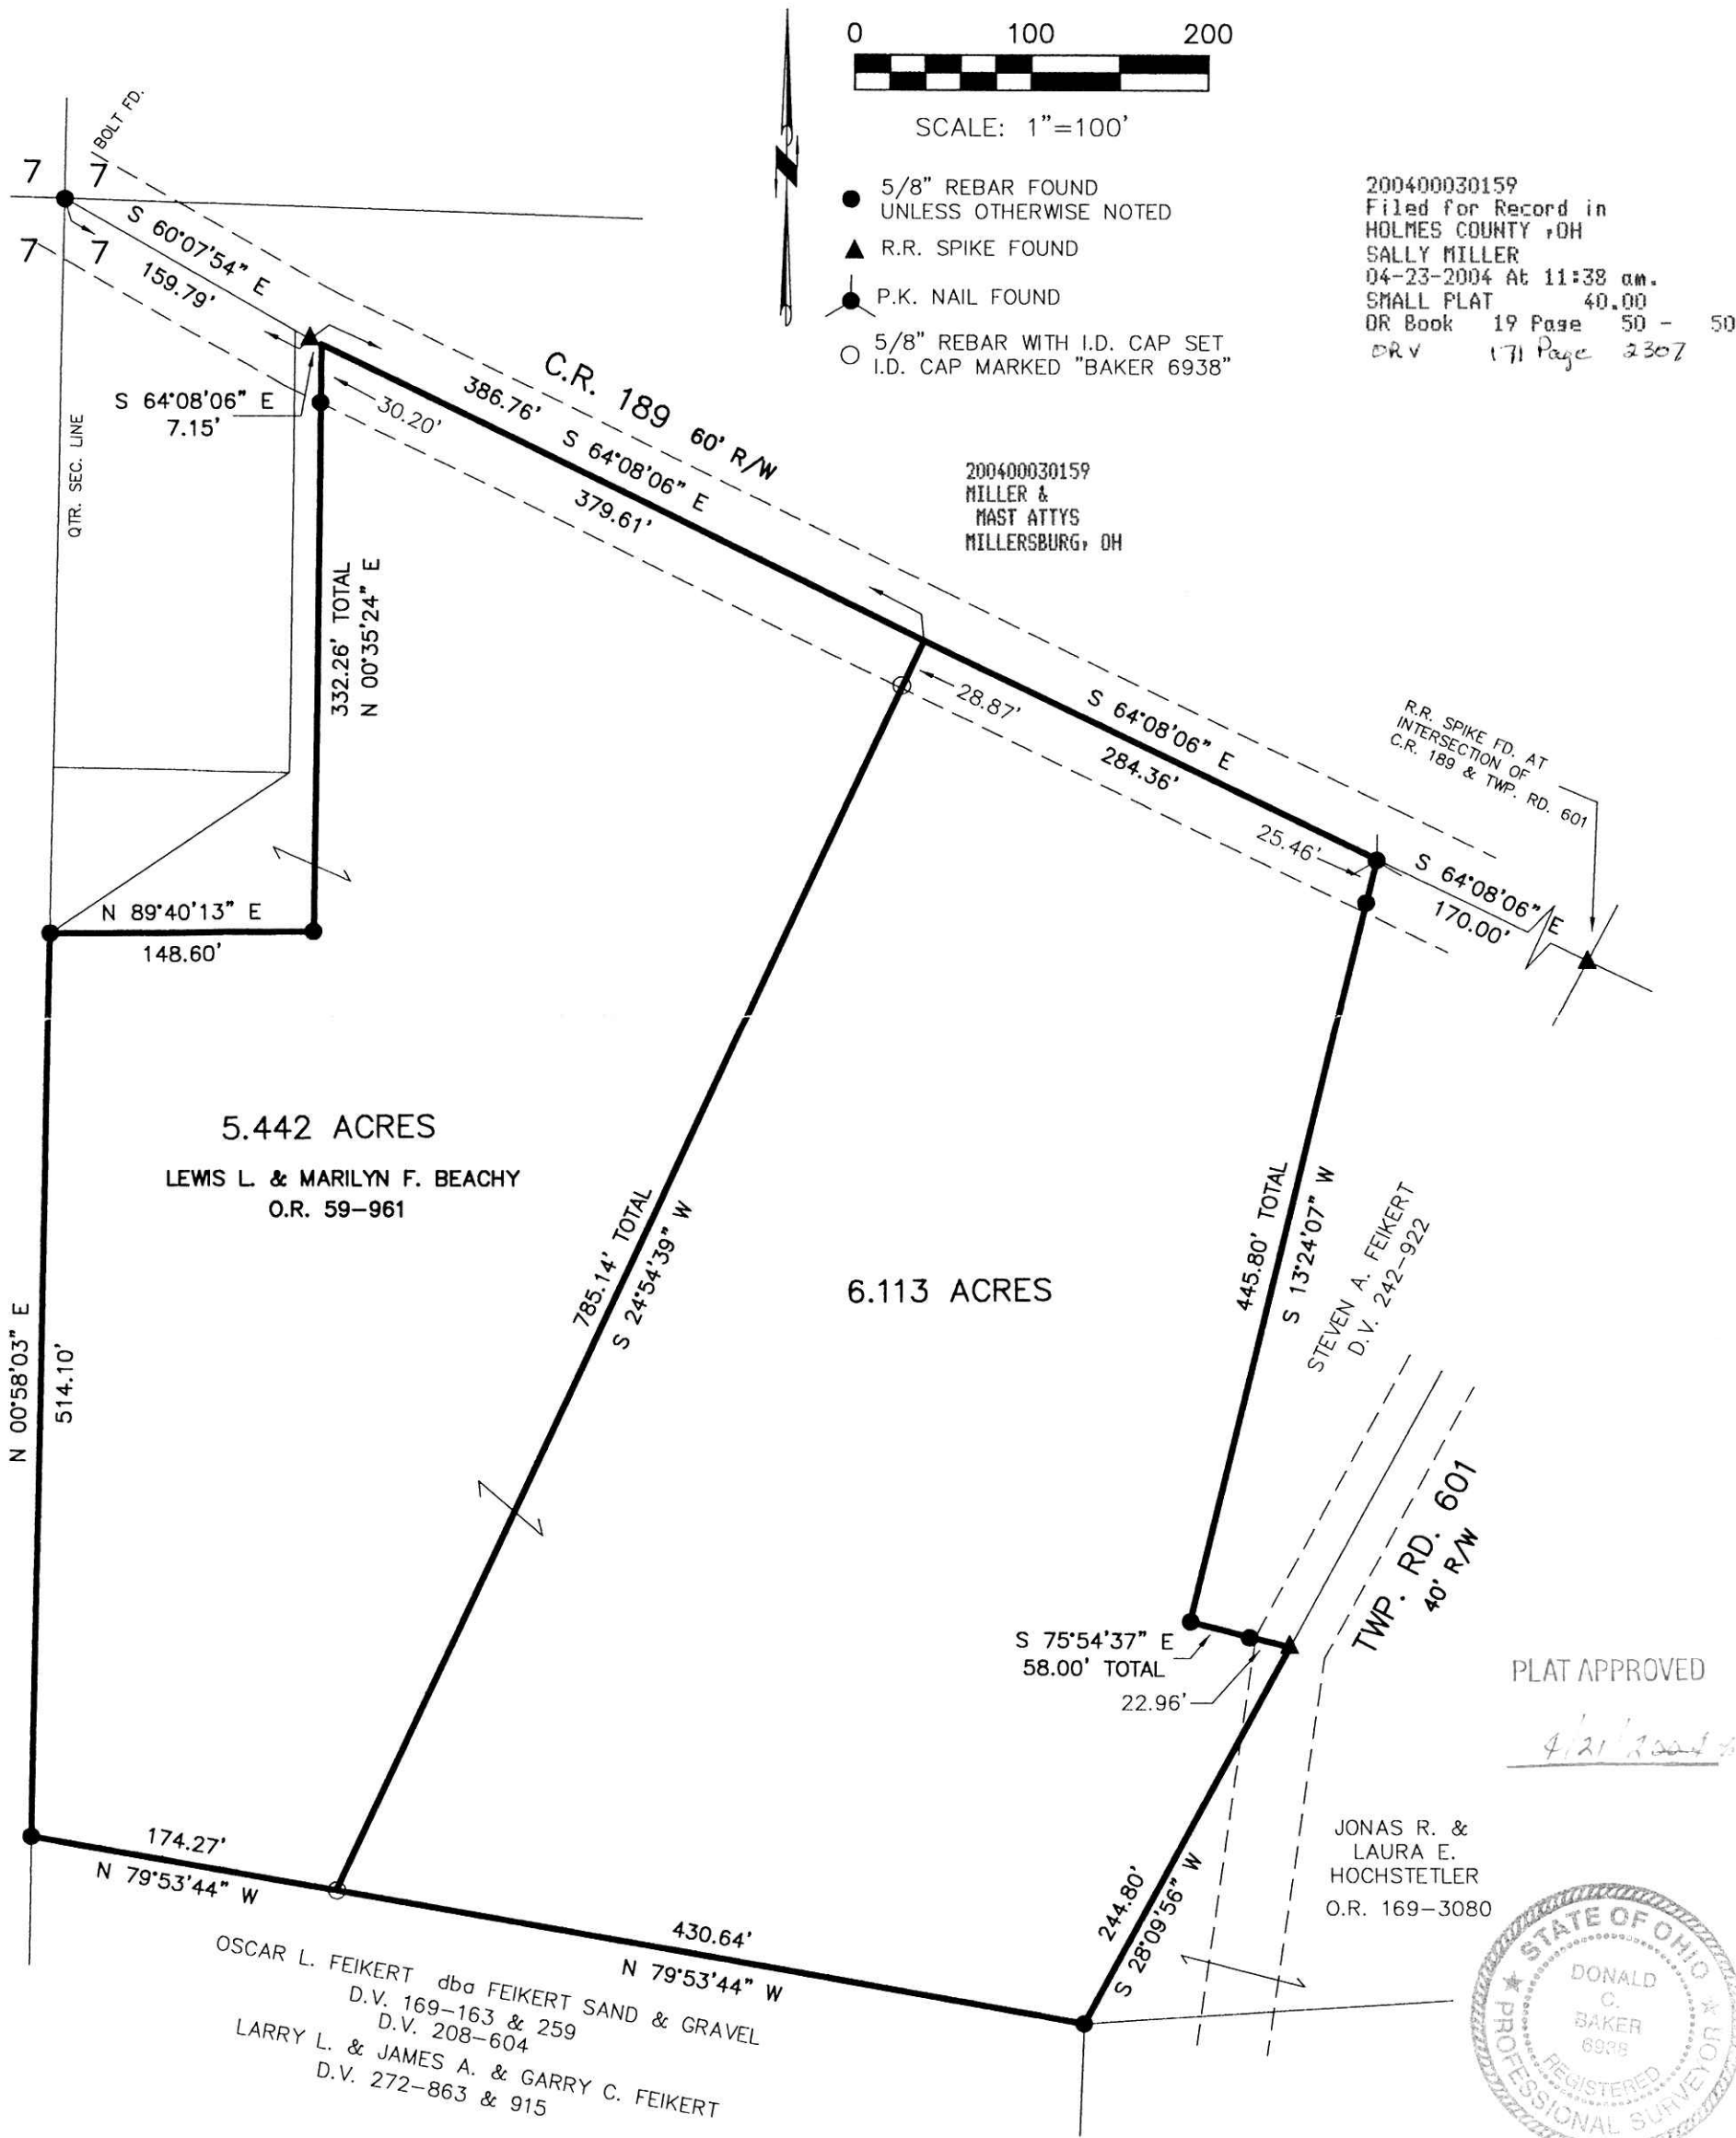 0 100 200
SCALE: 1"=100'
5/8" REBAR FOUND
UNLESS OTHERWISE NOTED
R.R. SPIKE FOUND
P.K. NAIL FOUND
5/8" REBAR WITH I.D. CAP SET
I.D. CAP MARKED "BAKER 6938"
200400030159
Filed for Record in
HOLMES COUNTY ,OH
SALLY MILLER
04-23-2004 At 11:38 am.
SMALL PLAT 40.00
OR Book 19 Page 50 - 50
ORV 171 Page 2307
BOLT FD.
7 7
7 7
S 60°07'54" E
159.79'
S 64°08'06" E
7.15'
QTR. SEC. LINE
30.20'
C.R. 189 60' R/W
386.76'
S 64°08'06" E
379.61'
200400030159
MILLER &
MAST ATTYS
MILLERSBURG, OH
332.26' TOTAL
N 00°35'24" E
28.87'
S 64°08'06" E
284.36'
25.46'
R.R. SPIKE FD. AT
INTERSECTION OF
C.R. 189 & TWP. RD. 601
S 64°08'06" E
170.00'
N 89°40'13" E
148.60'
5.442 ACRES
LEWIS L. & MARILYN F. BEACHY
O.R. 59-961
785.14' TOTAL
S 24°54'39" W
6.113 ACRES
445.80' TOTAL
S 13°24'07" W
STEVEN A. FEIKERT
D.V. 242-922
N 00°58'03" E
514.10'
TWP. RD. 601
40' R/W
S 75°54'37" E
58.00' TOTAL
22.96'
PLAT APPROVED
4/21/2004
174.27'
N 79°53'44" W
430.64'
N 79°53'44" W
244.80'
S 28°09'56" W
JONAS R. &
LAURA E.
HOCHSTETLER
O.R. 169-3080
OSCAR L. FEIKERT dba FEIKERT SAND & GRAVEL
D.V. 169-163 & 259
D.V. 208-604
LARRY L. & JAMES A. & GARRY C. FEIKERT
D.V. 272-863 & 915
STATE OF OHIO
DONALD
C.
BAKER
6938
REGISTERED
PROFESSIONAL SURVEYOR